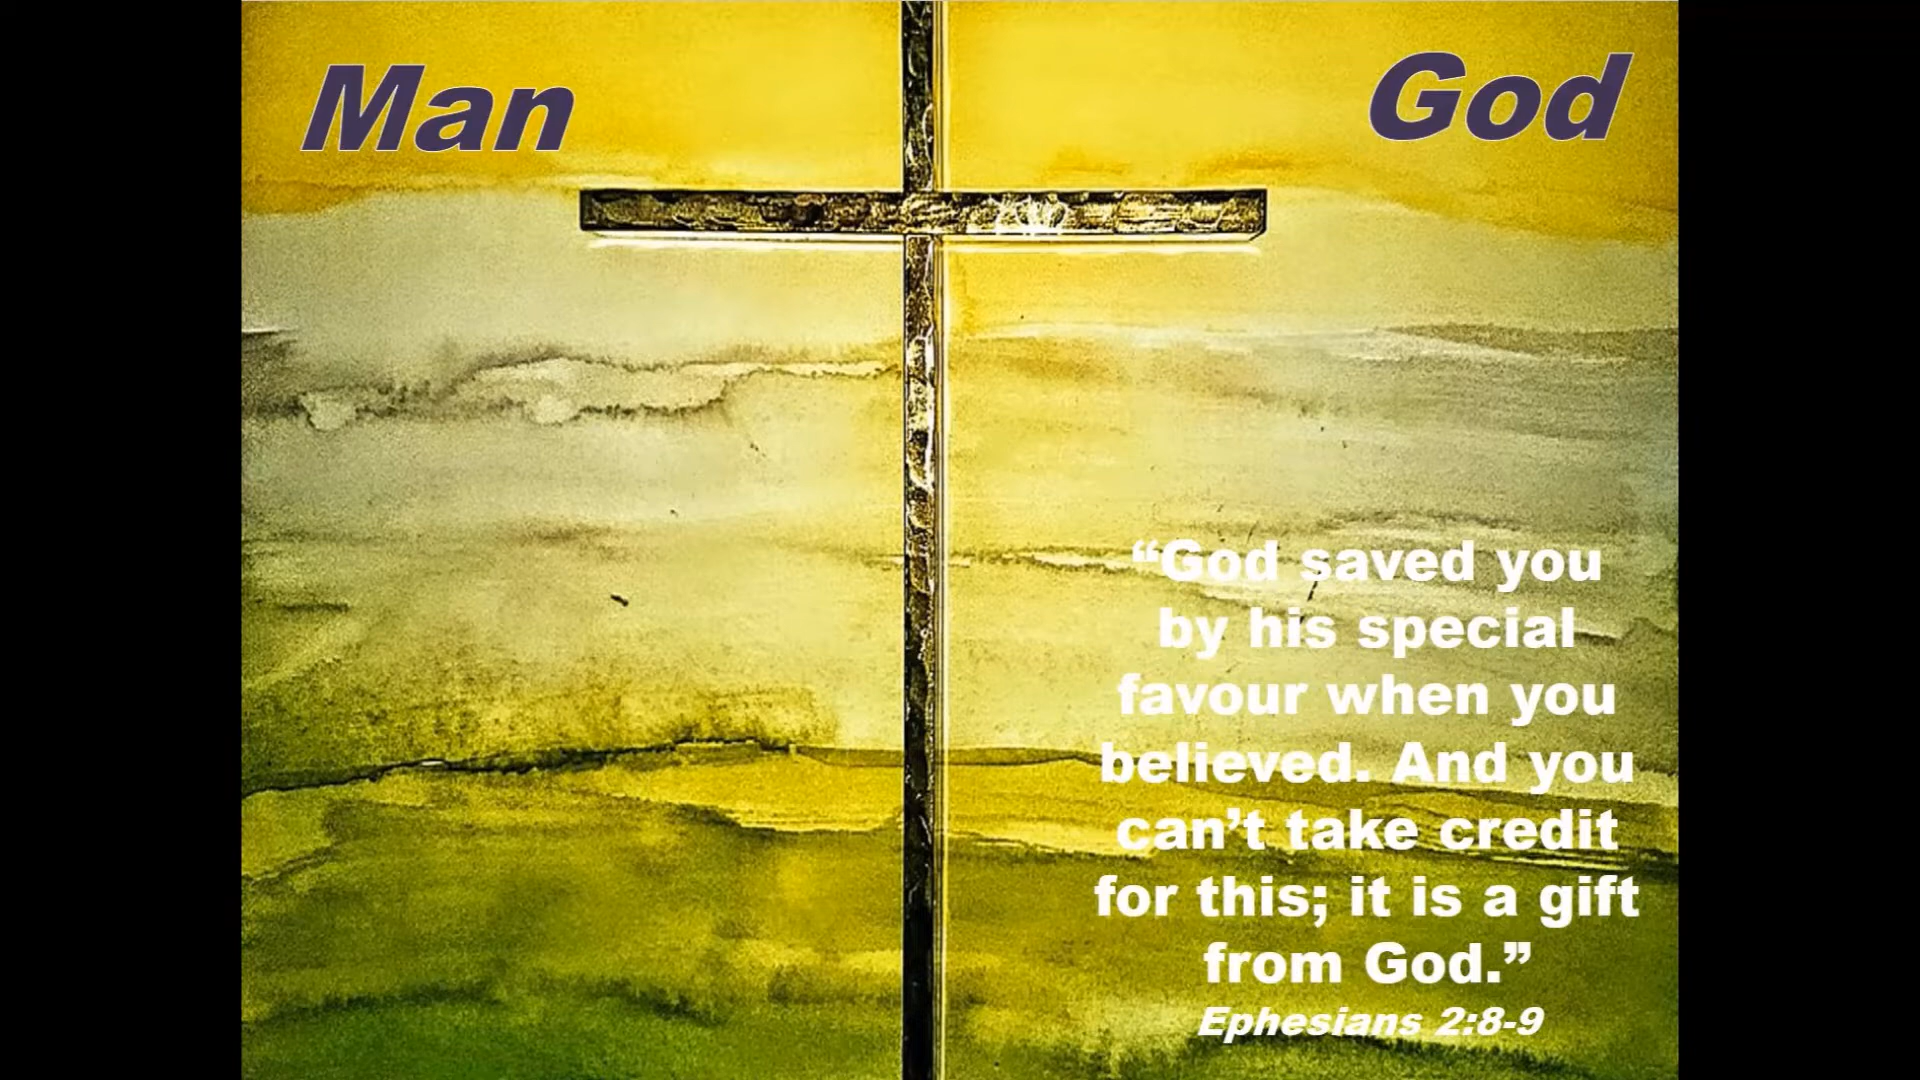 Man
God
“God saved you
by his special
favour when you
believed. And you
can’t take credit
for this; it is a gift
from God.”
Ephesians 2:8-9